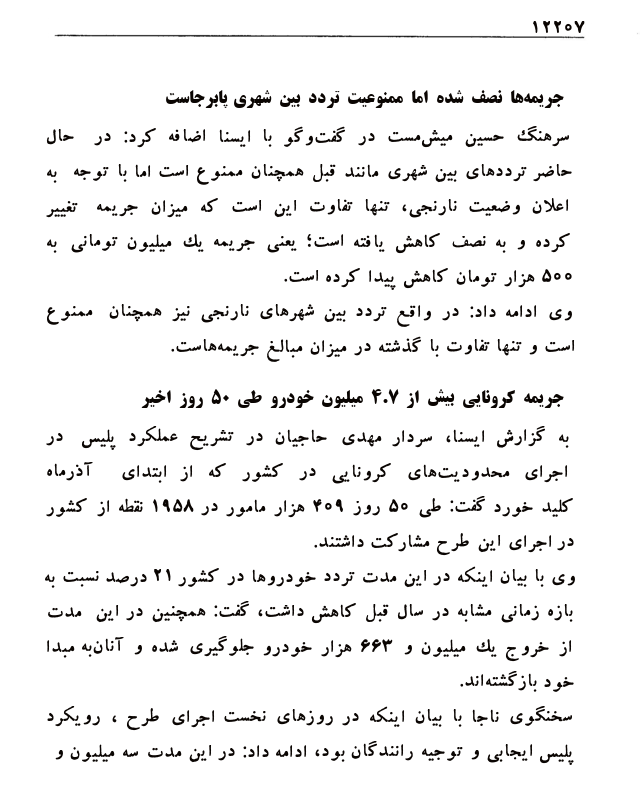 ۱۲۲۰۷
جریمه‌ها نصف شده اما ممنوعیت تردد بین شهری پابرجاست
سرهنگ حسین میش‌مست در گفت‌وگو با ایسنا اضافه کرد: در حال
حاضر ترددهای بین شهری مانند قبل همچنان ممنوع است اما با توجه به
اعلان وضعیت نارنجی، تنها تفاوت این است که میزان جریمه تغییر
کرده و به نصف کاهش یافته است؛ یعنی جریمه یك میلیون تومانی به
۵۰۰ هزار تومان کاهش پیدا کرده است.
وی ادامه داد: در واقع تردد بین شهرهای نارنجی نیز همچنان ممنوع
است و تنها تفاوت با گذشته در میزان مبالغ جریمه‌هاست.
جریمه کرونایی بیش از ۴.۷ میلیون خودرو طی ۵۰ روز اخیر
به گزارش ایسنا، سردار مهدی حاجیان در تشریح عملکرد پلیس در
اجرای محدودیت‌های کرونایی در کشور که از ابتدای آذرماه
کلید خورد گفت: طی ۵۰ روز ۴۰۹ هزار مامور در ۱۹۵۸ نقطه از کشور
در اجرای این طرح مشارکت داشتند.
وی با بیان اینکه در این مدت تردد خودروها در کشور ۲۱ درصد نسبت به
بازه زمانی مشابه در سال قبل کاهش داشت، گفت: همچنین در این مدت
از خروج یك میلیون و ۶۶۳ هزار خودرو جلوگیری شده و آنان‌به مبدا
خود بازگشته‌اند.
سخنگوی ناجا با بیان اینکه در روزهای نخست اجرای طرح ، رویکرد
پلیس ایجابی و توجیه رانندگان بود، ادامه داد: در این مدت سه میلیون و